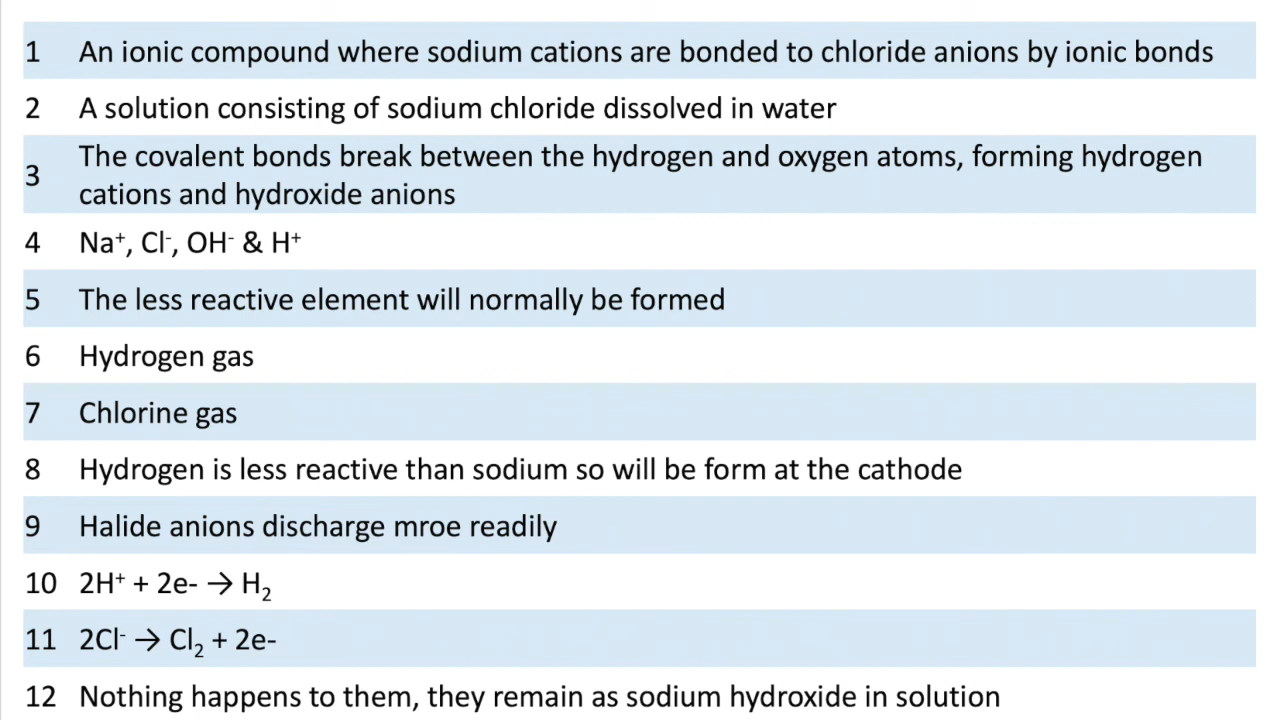 1 An ionic compound where sodium cations are bonded to chloride anions by ionic bonds
2 A solution consisting of sodium chloride dissolved in water
3 The covalent bonds break between the hydrogen and oxygen atoms, forming hydrogen
cations and hydroxide anions
4 Na⁺, Cl⁻, OH⁻ & H⁺
5 The less reactive element will normally be formed
6 Hydrogen gas
7 Chlorine gas
8 Hydrogen is less reactive than sodium so will be form at the cathode
9 Halide anions discharge mroe readily
10 2H⁺ + 2e- → H₂
11 2Cl⁻ → Cl₂ + 2e-
12 Nothing happens to them, they remain as sodium hydroxide in solution